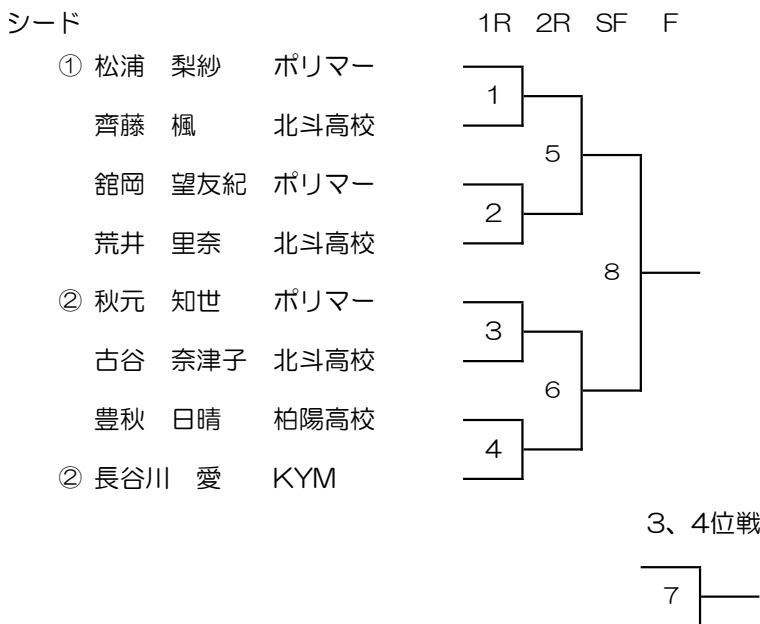 シード 1R 2R SF F
① 松浦 梨紗 ポリマー
1
齊藤 楓 北斗高校
5
舘岡 望友紀 ポリマー
2
荒井 里奈 北斗高校
8
② 秋元 知世 ポリマー
3
古谷 奈津子 北斗高校
6
豊秋 日晴 柏陽高校
4
② 長谷川 愛 KYM
3、4位戦
7